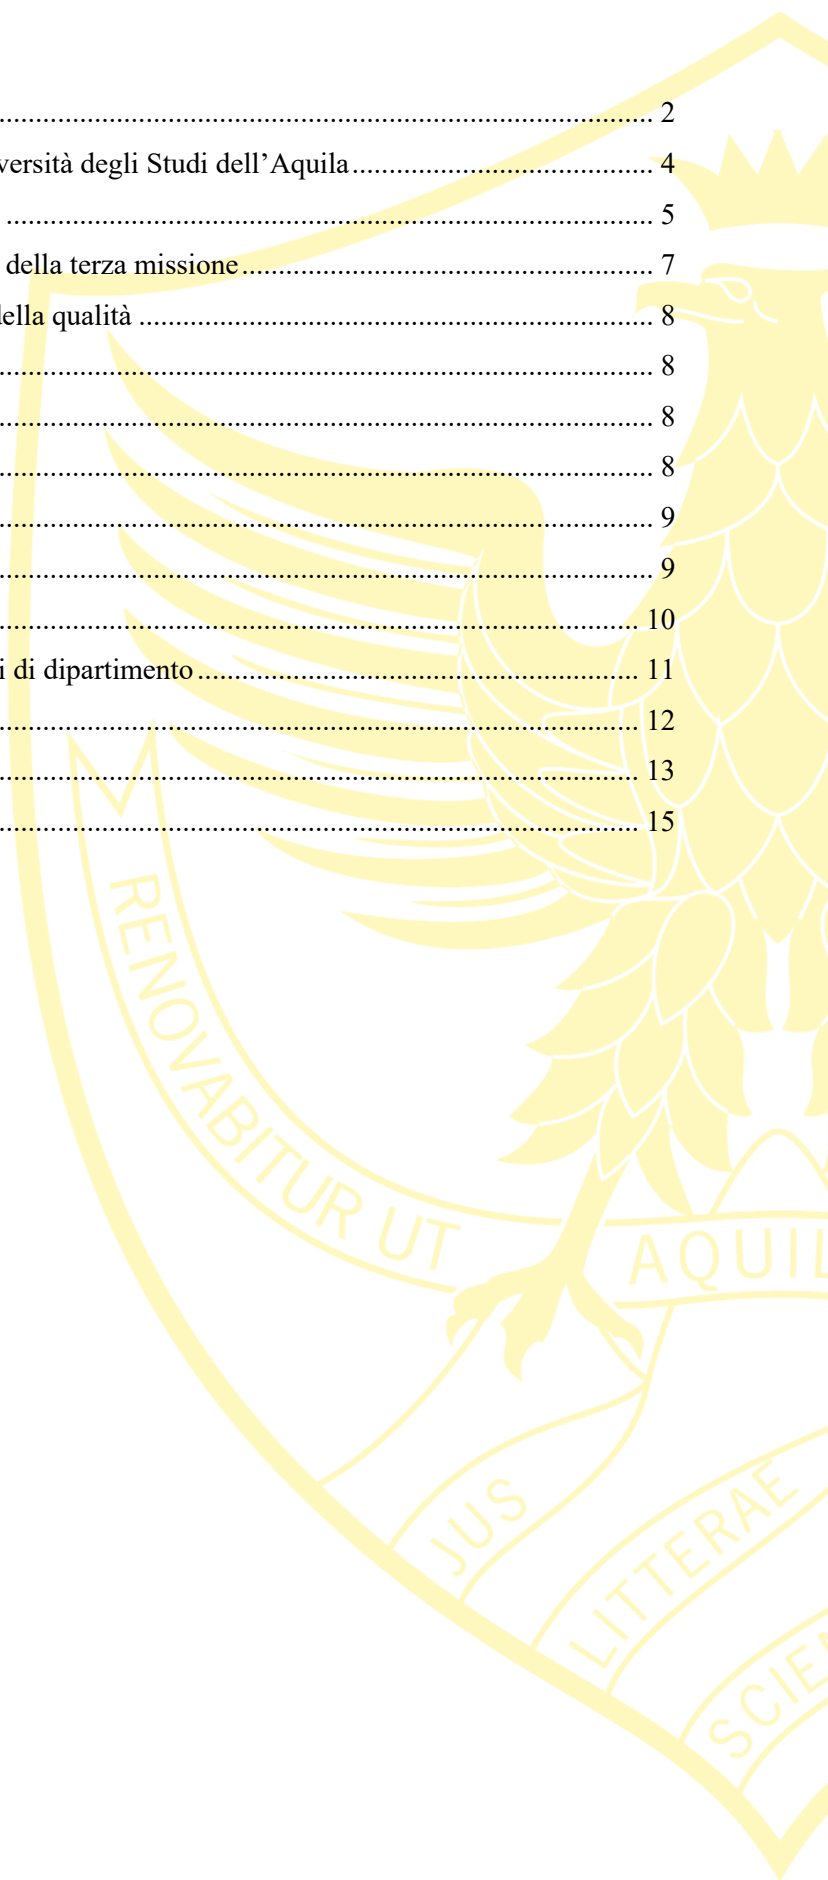 ........................................................................................ 2
versità degli Studi dell’Aquila........................................ 4
........................................................................................ 5
della terza missione....................................................... 7
della qualità ..................................................................... 8
........................................................................................ 8
........................................................................................ 8
........................................................................................ 8
........................................................................................ 9
........................................................................................ 9
...................................................................................... 10
i di dipartimento........................................................... 11
...................................................................................... 12
...................................................................................... 13
...................................................................................... 15
RENOVABITUR UT AQUIL
JUS
LITTERAE
SCIEN